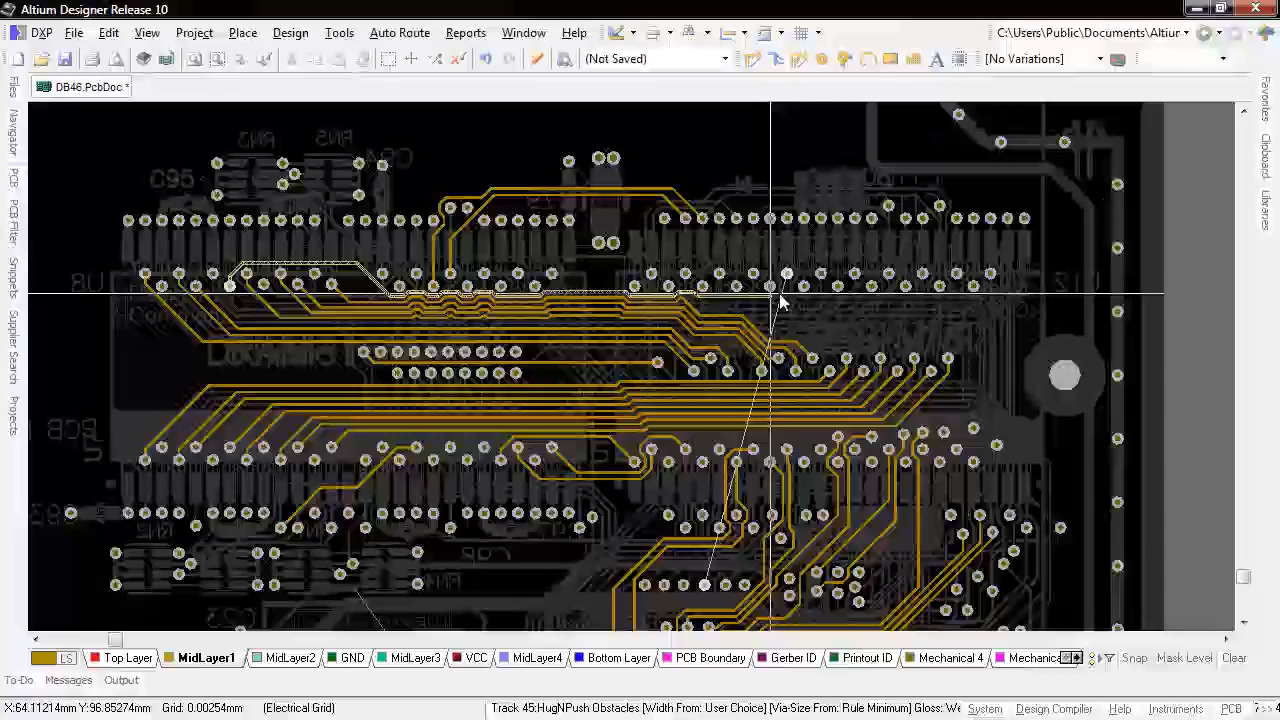 Altium Designer Release 10
DXP File Edit View Project Place Design Tools Auto Route Reports Window Help
C:\Users\Public\Documents\Altiur
(Not Saved)
A
[No Variations]
DB46.PcbDoc *
Files
Navigator
PCB
PCB Filter
Snippets
Supplier Search
Projects
Favorites
Clipboard
Libraries
C95
RN3
RN5
U8
LS Top Layer MidLayer1 MidLayer2 GND MidLayer3 VCC MidLayer4 Bottom Layer PCB Boundary Gerber ID Printout ID Mechanical 4 Mechanica Snap Mask Level Clear
To-Do Messages Output
X:64.11214mm Y:96.85274mm Grid: 0.00254mm (Electrical Grid) Track 45:HugNPush Obstacles [Width From: User Choice] [Via-Size From: Rule Minimum] Gloss: We System Design Compiler Help Instruments PCB >>